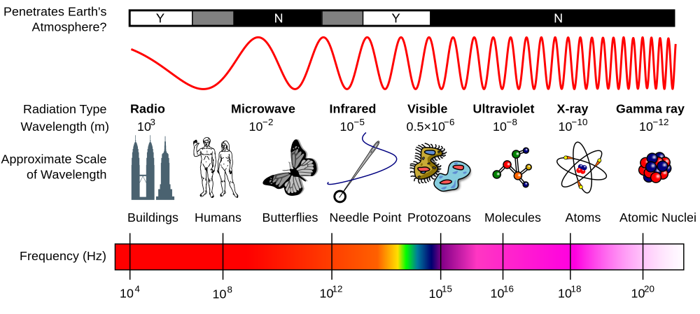 Penetrates Earth's
Atmosphere?
Y N Y N
Radiation Type Radio Microwave Infrared Visible Ultraviolet X-ray Gamma ray
Wavelength (m) 10³ 10⁻² 10⁻⁵ 0.5×10⁻⁶ 10⁻⁸ 10⁻¹⁰ 10⁻¹²
Approximate Scale
of Wavelength
Buildings Humans Butterflies Needle Point Protozoans Molecules Atoms Atomic Nuclei
Frequency (Hz)
10⁴ 10⁸ 10¹² 10¹⁵ 10¹⁶ 10¹⁸ 10²⁰